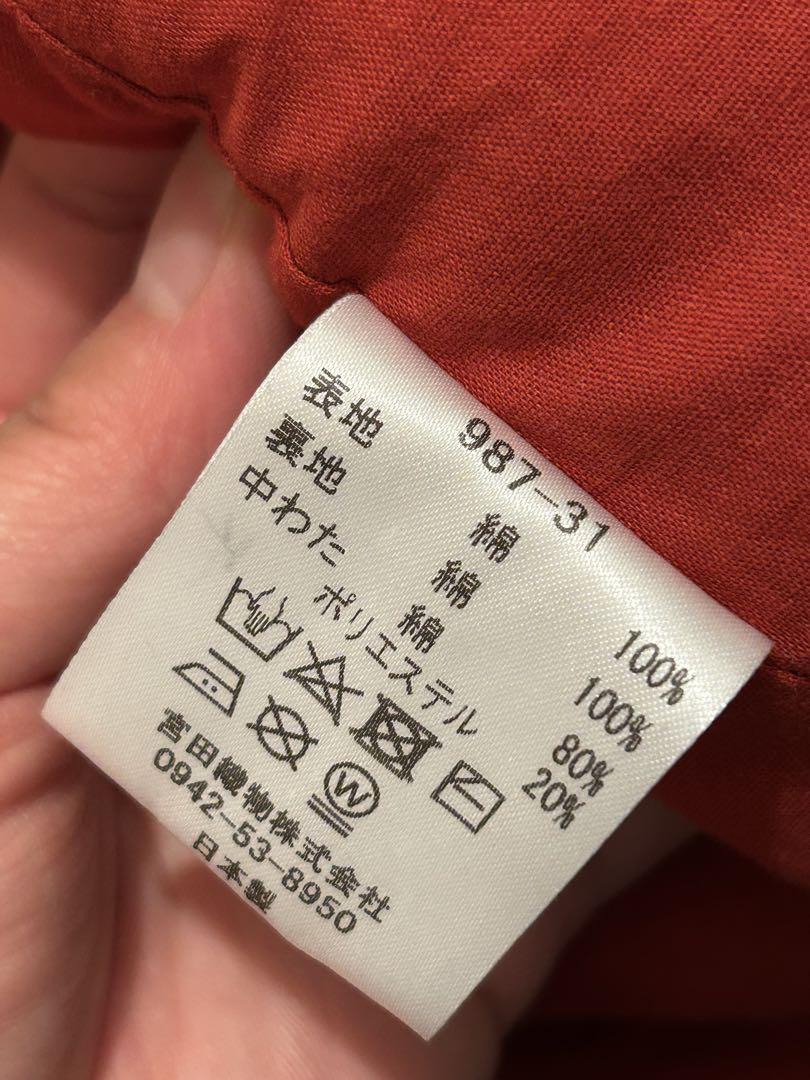 987-31
表地 綿 100%
裏地 綿 100%
中わた 綿 80%
ポリエステル 20%
W
宮田織物株式会社
0942-53-8950
日本製